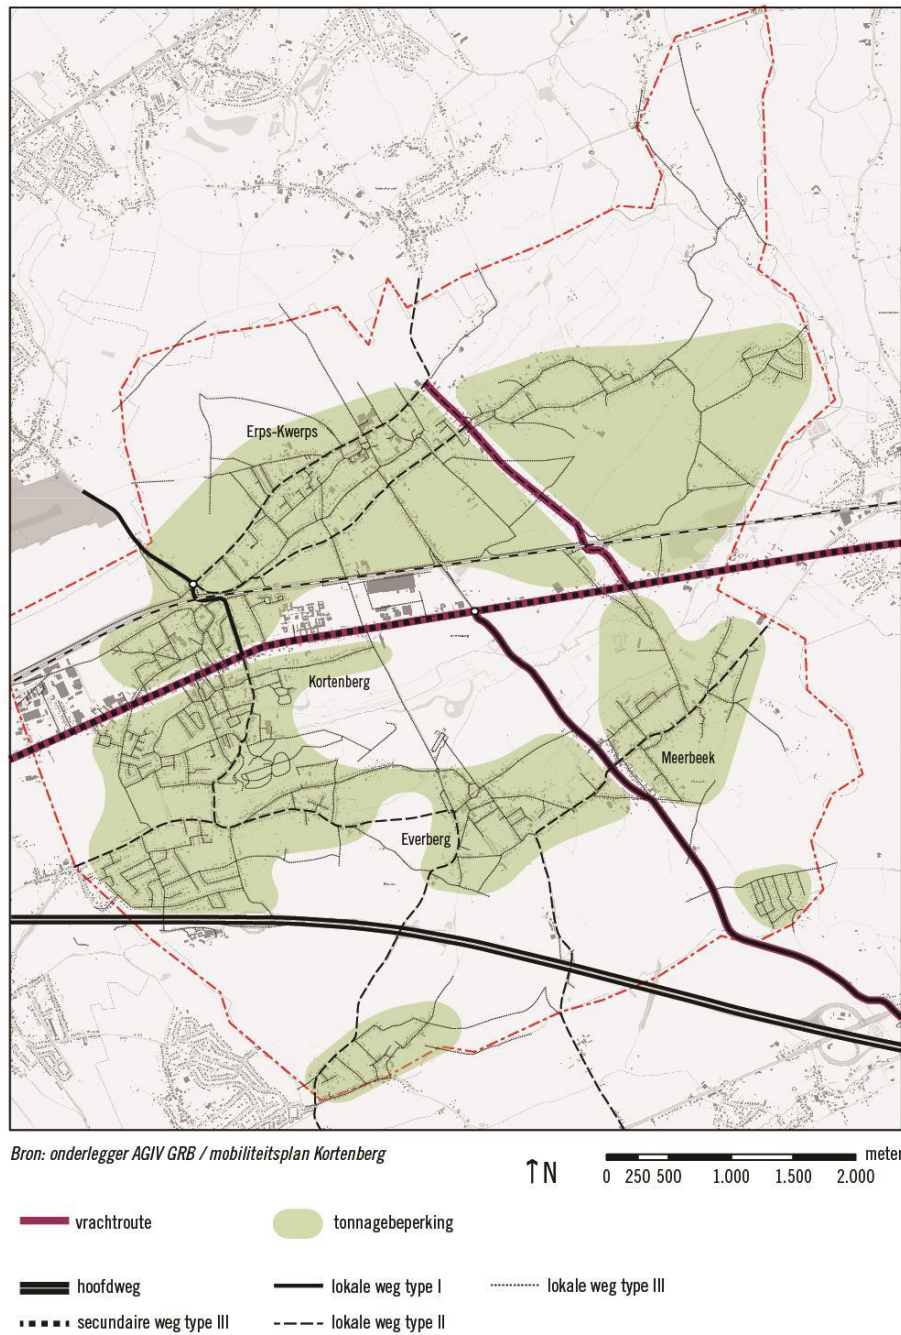 Erps-Kwerps
Kortenberg
Meerbeek
Everberg
Bron: onderlegger AGIV GRB / mobiliteitsplan Kortenberg
↑N
meter
0 250 500 1.000 1.500 2.000
vrachtroute
tonnagebeperking
hoofdweg
lokale weg type I
lokale weg type III
secundaire weg type III
lokale weg type II